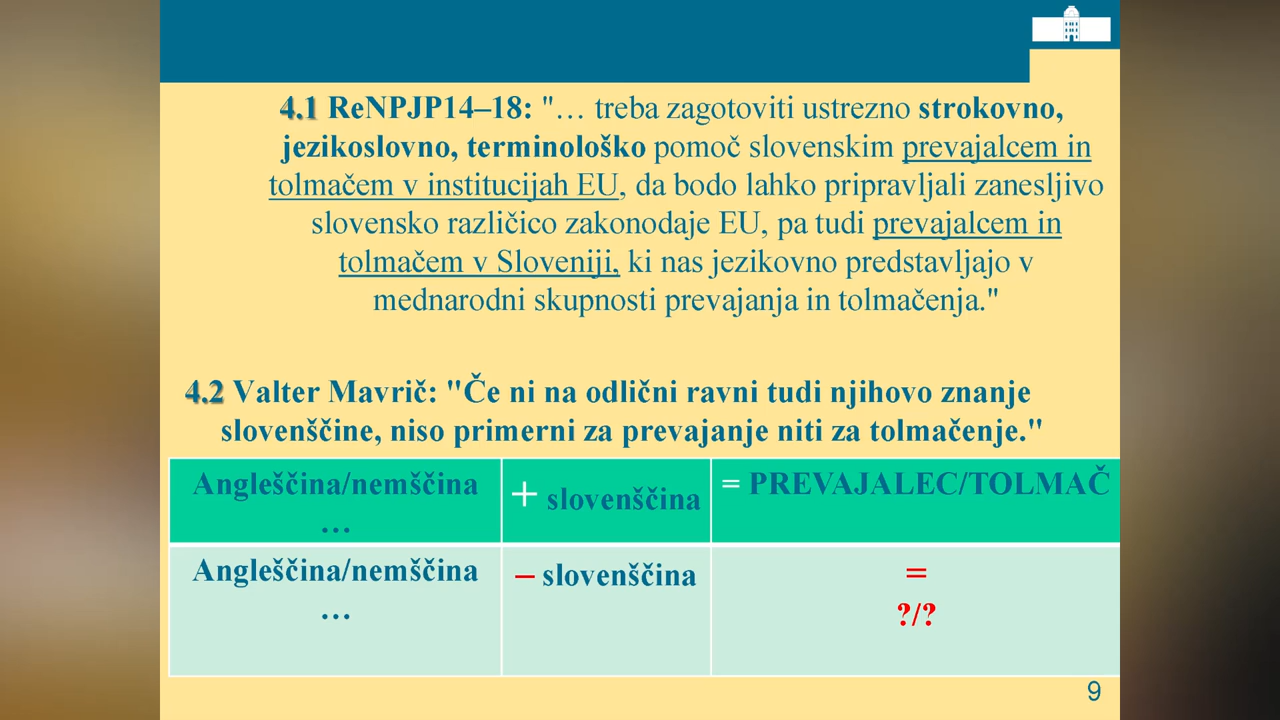 4.1 ReNPJP14–18: "… treba zagotoviti ustrezno strokovno,
jezikoslovno, terminološko pomoč slovenskim prevajalcem in
tolmačem v institucijah EU, da bodo lahko pripravljali zanesljivo
slovensko različico zakonodaje EU, pa tudi prevajalcem in
tolmačem v Sloveniji, ki nas jezikovno predstavljajo v
mednarodni skupnosti prevajanja in tolmačenja."
4.2 Valter Mavrič: "Če ni na odlični ravni tudi njihovo znanje
slovenščine, niso primerni za prevajanje niti za tolmačenje."
Angleščina/nemščina
…
+ slovenščina
= PREVAJALEC/TOLMAČ
Angleščina/nemščina
…
– slovenščina
=
?/?
9